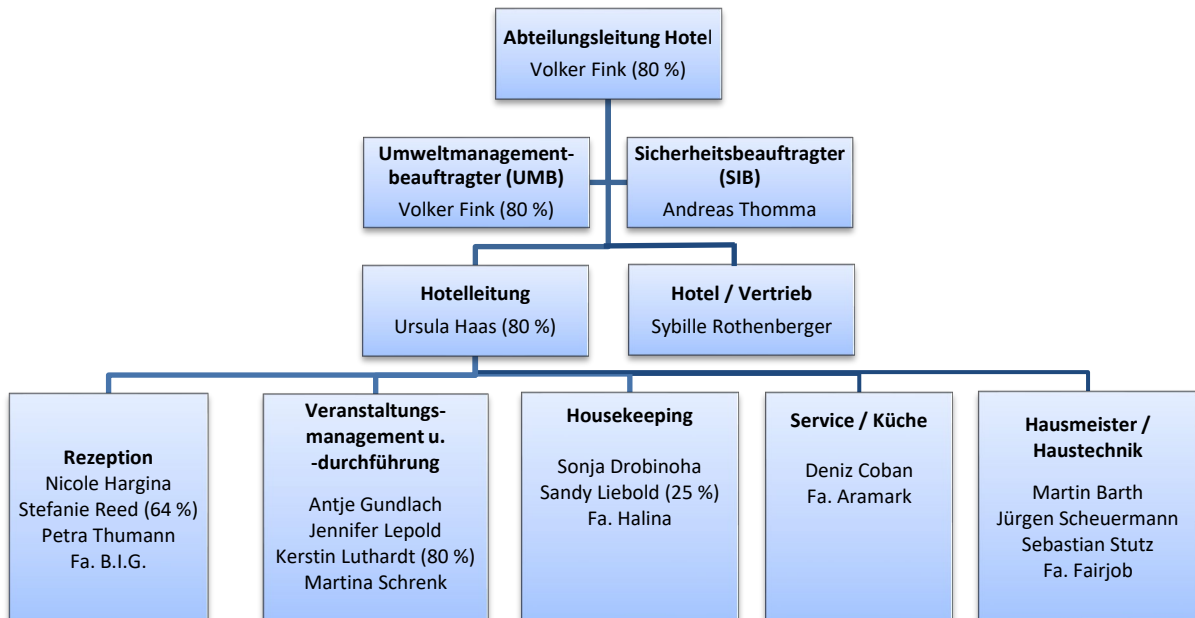 Abteilungsleitung Hotel
Volker Fink (80 %)
Umweltmanagement-
beauftragter (UMB)
Volker Fink (80 %)
Sicherheitsbeauftragter
(SIB)
Andreas Thomma
Hotelleitung
Ursula Haas (80 %)
Hotel / Vertrieb
Sybille Rothenberger
Rezeption
Nicole Hargina
Stefanie Reed (64 %)
Petra Thumann
Fa. B.I.G.
Veranstaltungs-
management u.
-durchführung
Antje Gundlach
Jennifer Lepold
Kerstin Luthardt (80 %)
Martina Schrenk
Housekeeping
Sonja Drobinoha
Sandy Liebold (25 %)
Fa. Halina
Service / Küche
Deniz Coban
Fa. Aramark
Hausmeister /
Haustechnik
Martin Barth
Jürgen Scheuermann
Sebastian Stutz
Fa. Fairjob